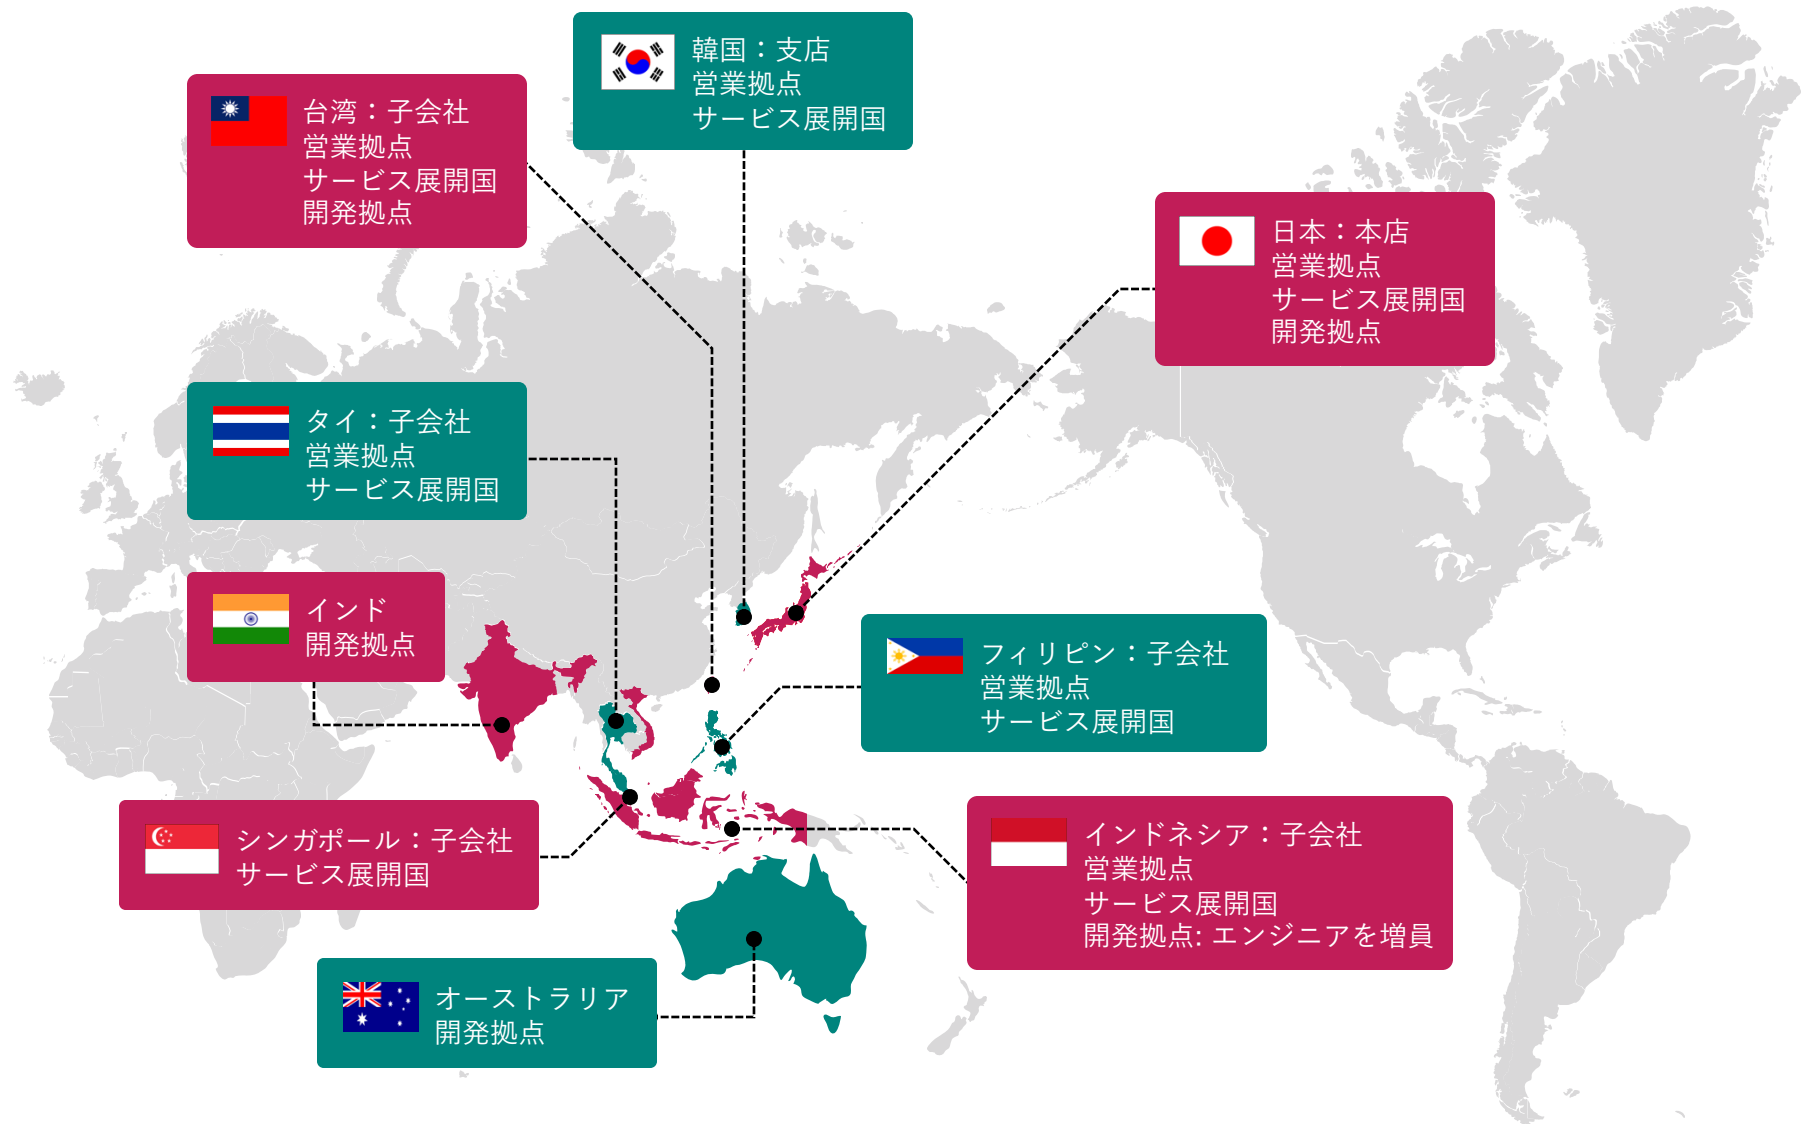 韓国：支店
営業拠点
サービス展開国
台湾：子会社
営業拠点
サービス展開国
開発拠点
日本：本店
営業拠点
サービス展開国
開発拠点
タイ：子会社
営業拠点
サービス展開国
インド
開発拠点
フィリピン：子会社
営業拠点
サービス展開国
シンガポール：子会社
サービス展開国
インドネシア：子会社
営業拠点
サービス展開国
開発拠点: エンジニアを増員
オーストラリア
開発拠点